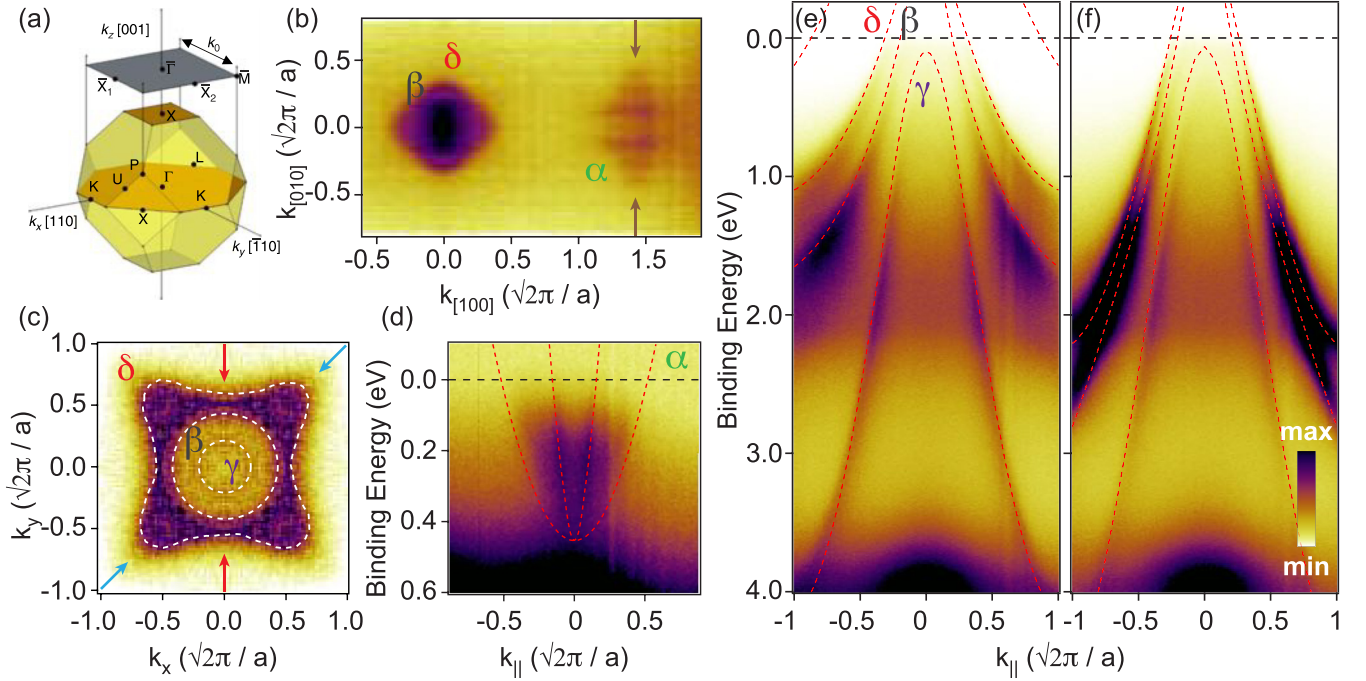 (a)
k_z [001]
k_0
Γ̅
M̅
X̅_1
X̅_2
X
L
P
K
U
Γ
K
X
k_x [110]
k_y [1̅10]
(b)
δ
β
α
0.5
0.0
-0.5
k_[010] (√2π / a)
-0.5
0.0
0.5
1.0
1.5
k_[100] (√2π / a)
(c)
δ
β
γ
1.0
0.5
0.0
-0.5
-1.0
k_y (√2π / a)
-1.0
-0.5
0.0
0.5
1.0
k_x (√2π / a)
(d)
α
0.0
0.2
0.4
0.6
Binding Energy (eV)
-0.5
0.0
0.5
k_|| (√2π / a)
(e)
δ
β
γ
0.0
1.0
2.0
3.0
4.0
Binding Energy (eV)
-1
-0.5
0
0.5
1
k_|| (√2π / a)
(f)
max
min
-1
-0.5
0
0.5
1